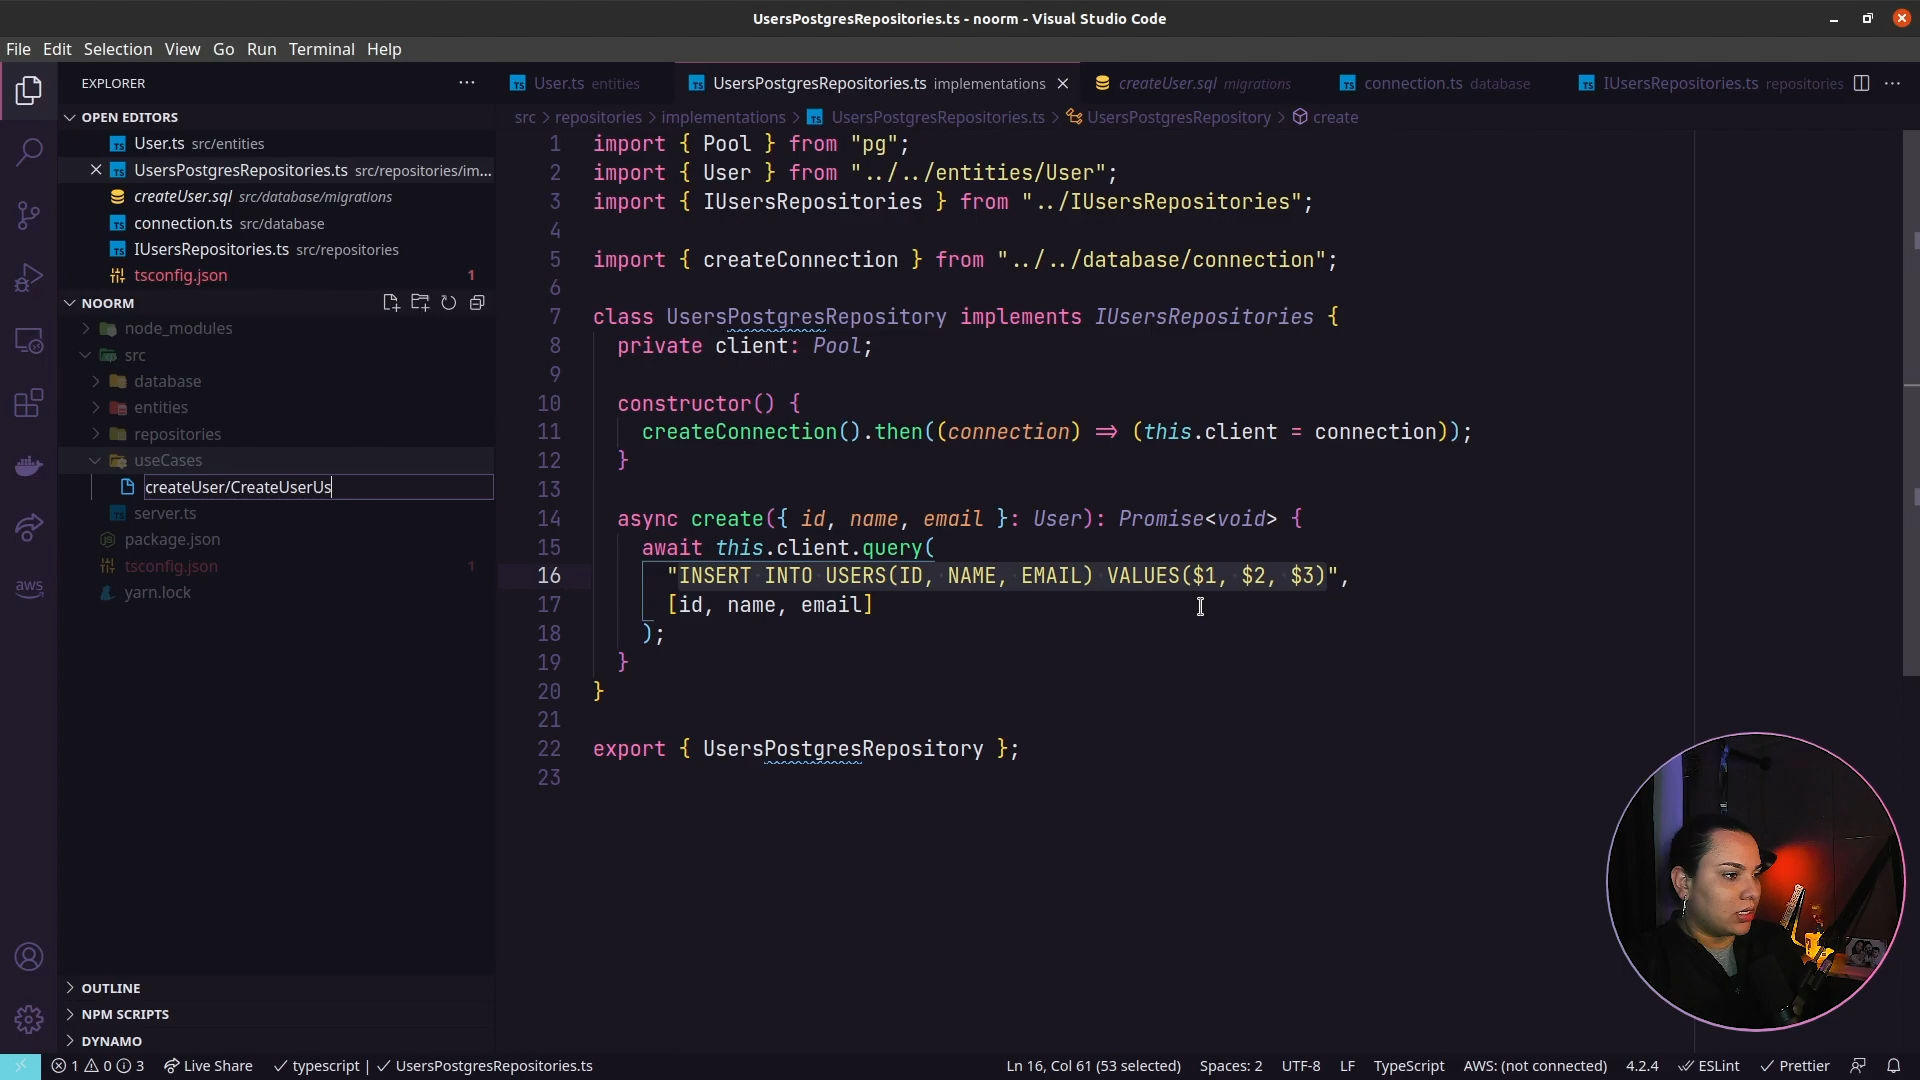 UsersPostgresRepositories.ts - noorm - Visual Studio Code
File Edit Selection View Go Run Terminal Help
EXPLORER
User.ts entities
UsersPostgresRepositories.ts implementations
createUser.sql migrations
connection.ts database
IUsersRepositories.ts repositories
OPEN EDITORS
User.ts src/entities
UsersPostgresRepositories.ts src/repositories/im...
createUser.sql src/database/migrations
connection.ts src/database
IUsersRepositories.ts src/repositories
tsconfig.json 1
NOORM
node_modules
src
database
entities
repositories
useCases
createUser/CreateUserUs
server.ts
package.json
tsconfig.json 1
yarn.lock
OUTLINE
NPM SCRIPTS
DYNAMO
aws
src > repositories > implementations > UsersPostgresRepositories.ts > UsersPostgresRepository > create
1 import { Pool } from "pg";
2 import { User } from "../../entities/User";
3 import { IUsersRepositories } from "../IUsersRepositories";
4
5 import { createConnection } from "../../database/connection";
6
7 class UsersPostgresRepository implements IUsersRepositories {
8 private client: Pool;
9
10 constructor() {
11 createConnection().then((connection) => (this.client = connection));
12 }
13
14 async create({ id, name, email }: User): Promise<void> {
15 await this.client.query(
16 "INSERT INTO USERS(ID, NAME, EMAIL) VALUES($1, $2, $3)",
17 [id, name, email]
18 );
19 }
20 }
21
22 export { UsersPostgresRepository };
23
1 0 3 Live Share typescript | UsersPostgresRepositories.ts Ln 16, Col 61 (53 selected) Spaces: 2 UTF-8 LF TypeScript AWS: (not connected) 4.2.4 ESLint Prettier